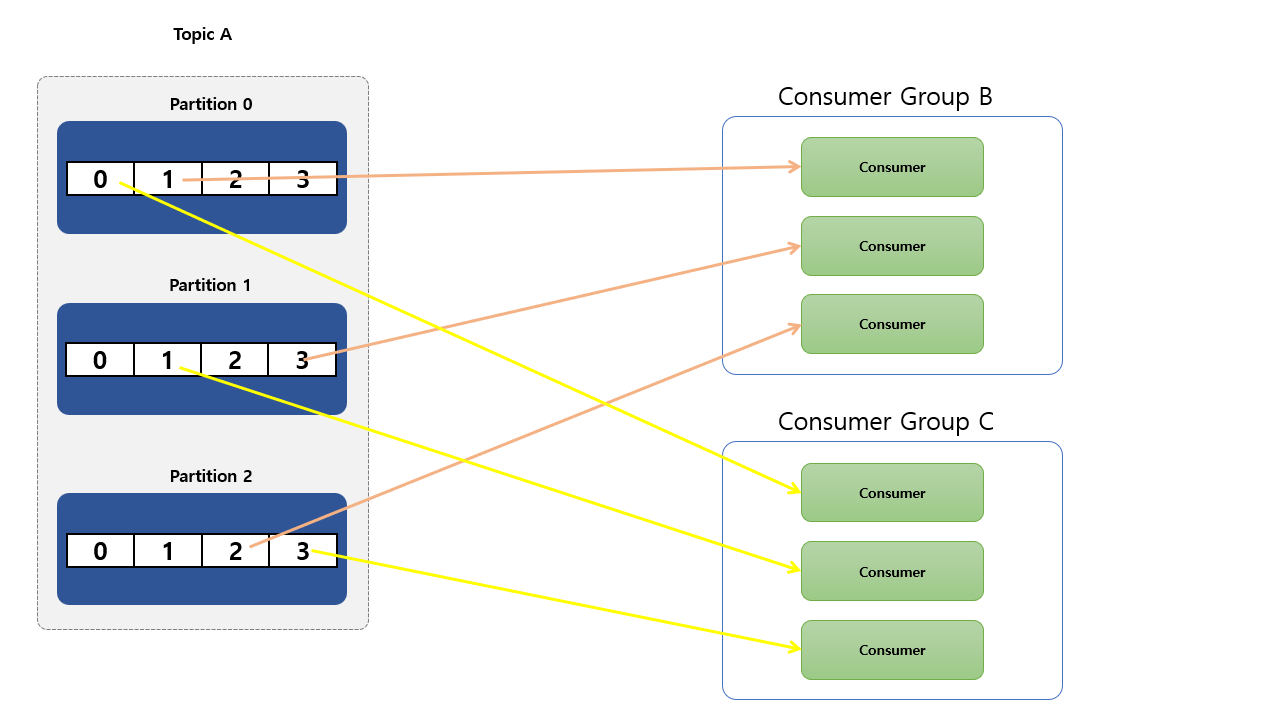 Topic A
Partition 0
0 1 2 3
Partition 1
0 1 2 3
Partition 2
0 1 2 3
Consumer Group B
Consumer
Consumer
Consumer
Consumer Group C
Consumer
Consumer
Consumer